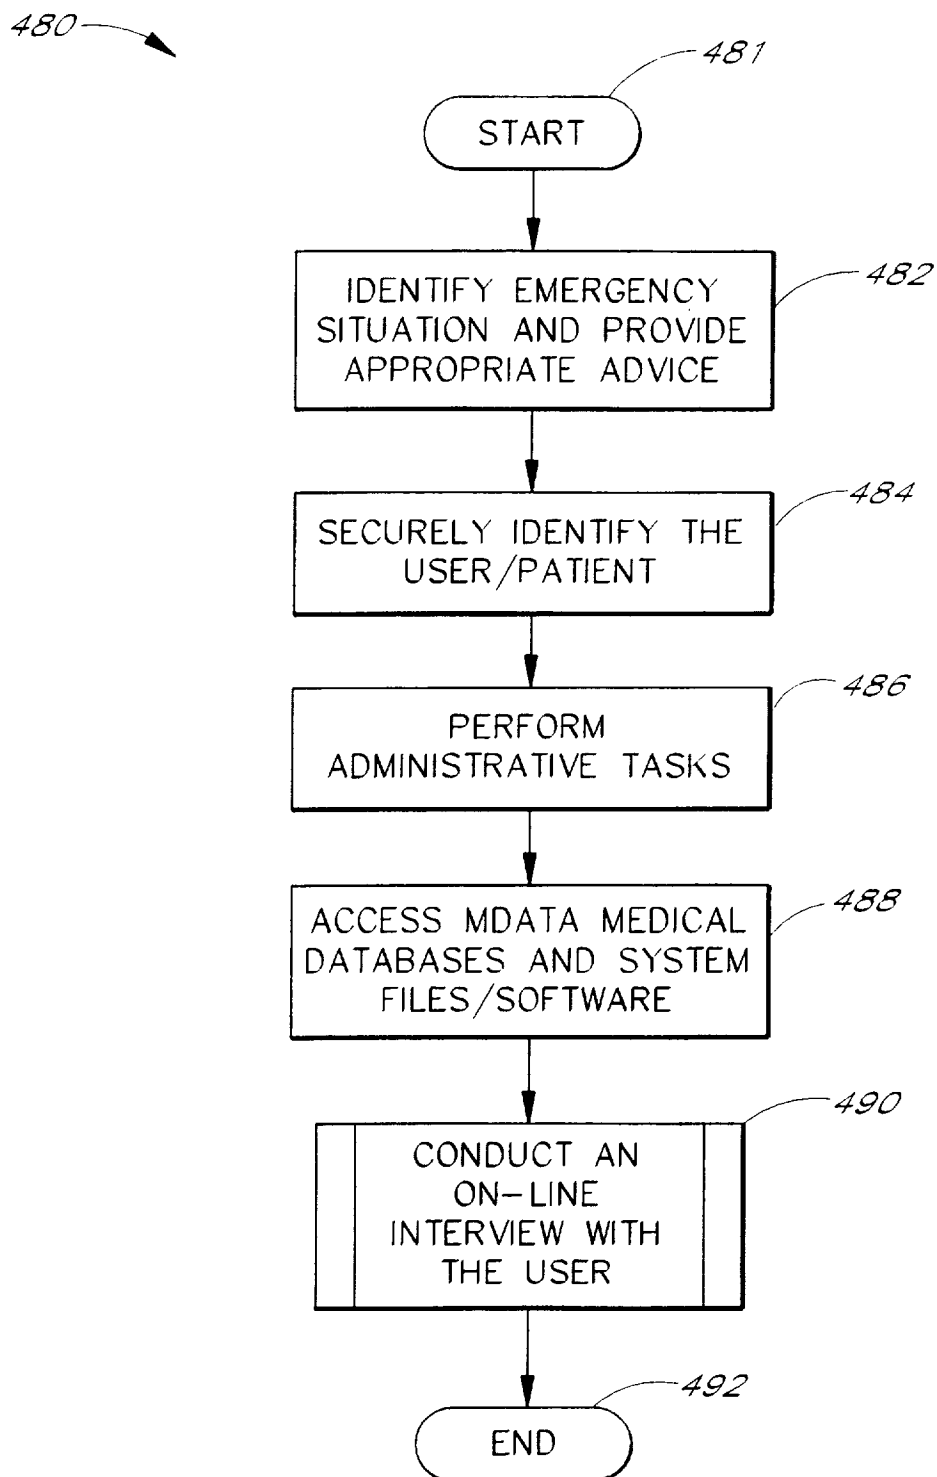 480
481
START
482
IDENTIFY EMERGENCY
SITUATION AND PROVIDE
APPROPRIATE ADVICE
484
SECURELY IDENTIFY THE
USER/PATIENT
486
PERFORM
ADMINISTRATIVE TASKS
488
ACCESS MDATA MEDICAL
DATABASES AND SYSTEM
FILES/SOFTWARE
490
CONDUCT AN
ON-LINE
INTERVIEW WITH
THE USER
492
END